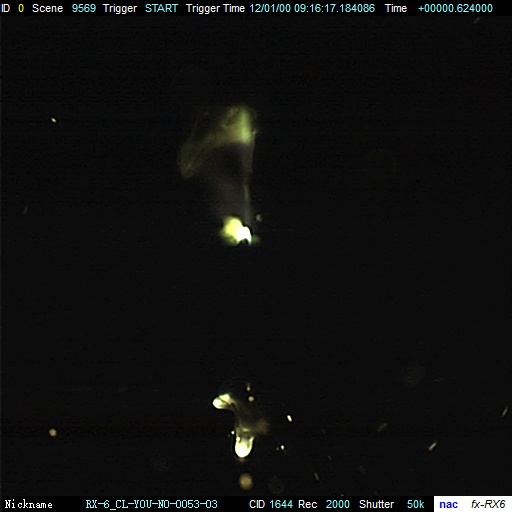 ID 0 Scene 9569 Trigger START Trigger Time 12/01/00 09:16:17.184086 Time +00000.624000
Nickname RX-6_CL-YOU-NO-0053-03 CID 1644 Rec 2000 Shutter 50k nac fx-RX6